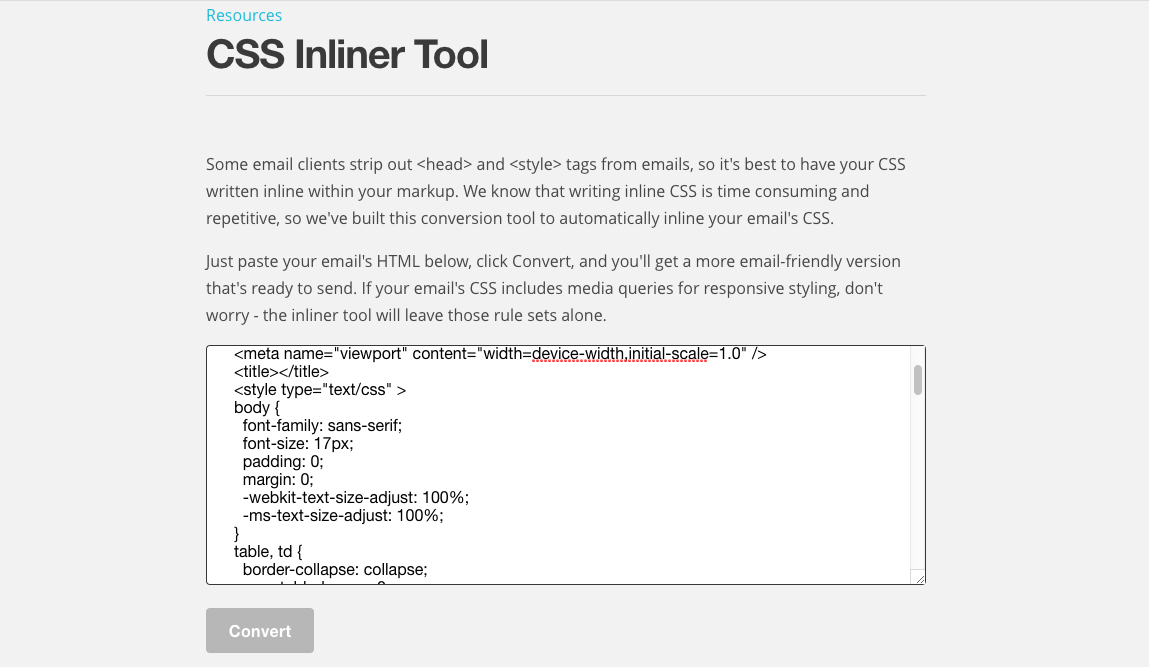 Resources
CSS Inliner Tool
Some email clients strip out <head> and <style> tags from emails, so it's best to have your CSS
written inline within your markup. We know that writing inline CSS is time consuming and
repetitive, so we've built this conversion tool to automatically inline your email's CSS.
Just paste your email's HTML below, click Convert, and you'll get a more email-friendly version
that's ready to send. If your email's CSS includes media queries for responsive styling, don't
worry - the inliner tool will leave those rule sets alone.
<meta name="viewport" content="width=device-width,initial-scale=1.0" />
<title></title>
<style type="text/css" >
body {
font-family: sans-serif;
font-size: 17px;
padding: 0;
margin: 0;
-webkit-text-size-adjust: 100%;
-ms-text-size-adjust: 100%;
}
table, td {
border-collapse: collapse;
Convert